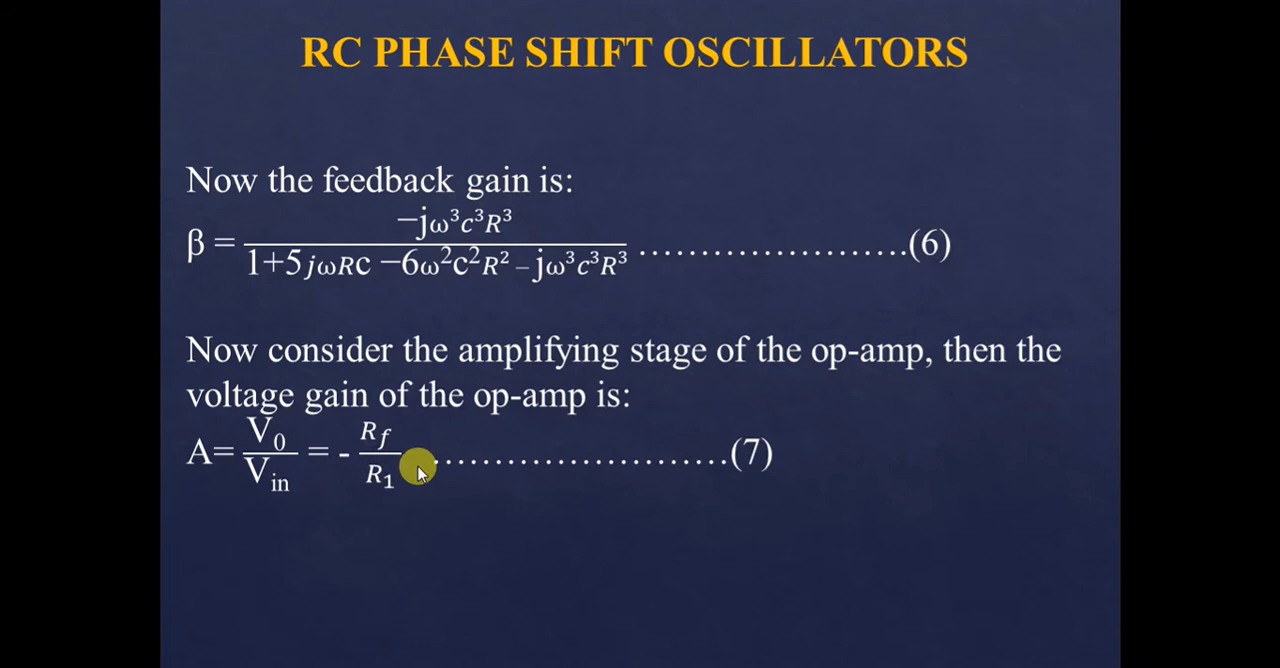 RC PHASE SHIFT OSCILLATORS
Now the feedback gain is:
β = −jω³c³R³ / 1+5jωRc −6ω²c²R² − jω³c³R³ ......................(6)
Now consider the amplifying stage of the op-amp, then the
voltage gain of the op-amp is:
A= V₀ / Vᵢₙ = - R_f / R₁ ........................(7)